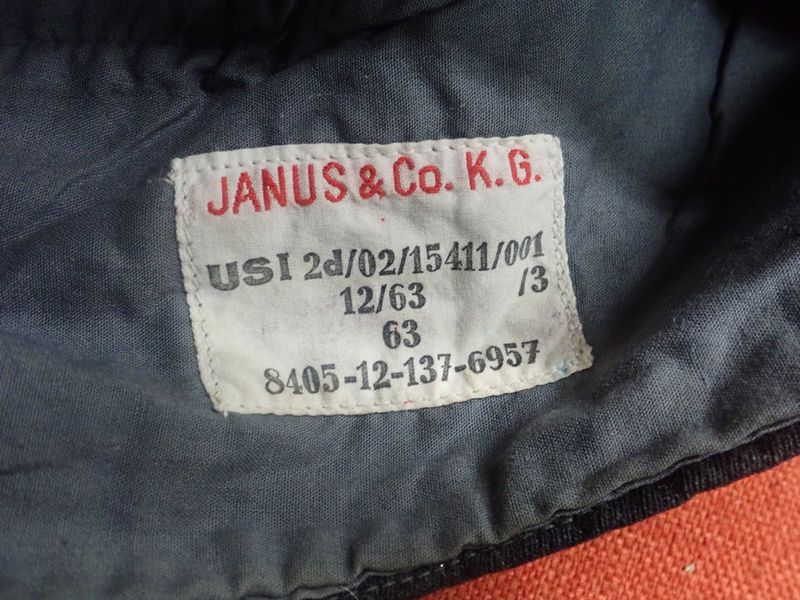 JANUS & Co. K.G.
USI 2d/02/15411/001
12/63 /3
63
8405-12-137-6957